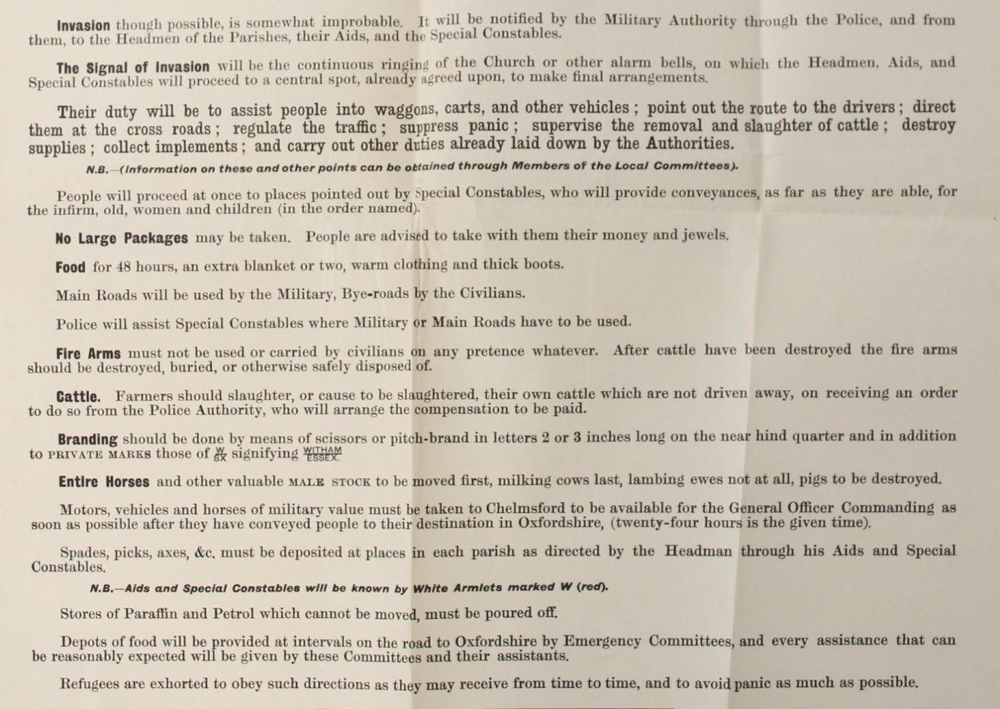 Invasion though possible, is somewhat improbable. It will be notified by the Military Authority through the Police, and from
them, to the Headmen of the Parishes, their Aids, and the Special Constables.
The Signal of Invasion will be the continuous ringing of the Church or other alarm bells, on which the Headmen, Aids, and
Special Constables will proceed to a central spot, already agreed upon, to make final arrangements.
Their duty will be to assist people into waggons, carts, and other vehicles ; point out the route to the drivers ; direct
them at the cross roads ; regulate the traffic ; suppress panic ; supervise the removal and slaughter of cattle ; destroy
supplies ; collect implements ; and carry out other duties already laid down by the Authorities.
N.B.—(Information on these and other points can be obtained through Members of the Local Committees).
People will proceed at once to places pointed out by Special Constables, who will provide conveyances, as far as they are able, for
the infirm, old, women and children (in the order named).
No Large Packages may be taken. People are advised to take with them their money and jewels.
Food for 48 hours, an extra blanket or two, warm clothing and thick boots.
Main Roads will be used by the Military, Bye-roads by the Civilians.
Police will assist Special Constables where Military or Main Roads have to be used.
Fire Arms must not be used or carried by civilians on any pretence whatever. After cattle have been destroyed the fire arms
should be destroyed, buried, or otherwise safely disposed of.
Cattle. Farmers should slaughter, or cause to be slaughtered, their own cattle which are not driven away, on receiving an order
to do so from the Police Authority, who will arrange the compensation to be paid.
Branding should be done by means of scissors or pitch-brand in letters 2 or 3 inches long on the near hind quarter and in addition
to PRIVATE MARKS those of W SX signifying WITHAM ESSEX.
Entire Horses and other valuable MALE STOCK to be moved first, milking cows last, lambing ewes not at all, pigs to be destroyed.
Motors, vehicles and horses of military value must be taken to Chelmsford to be available for the General Officer Commanding as
soon as possible after they have conveyed people to their destination in Oxfordshire, (twenty-four hours is the given time).
Spades, picks, axes, &c. must be deposited at places in each parish as directed by the Headman through his Aids and Special
Constables.
N.B.—Aids and Special Constables will be known by White Armlets marked W (red).
Stores of Paraffin and Petrol which cannot be moved, must be poured off.
Depots of food will be provided at intervals on the road to Oxfordshire by Emergency Committees, and every assistance that can
be reasonably expected will be given by these Committees and their assistants.
Refugees are exhorted to obey such directions as they may receive from time to time, and to avoid panic as much as possible.